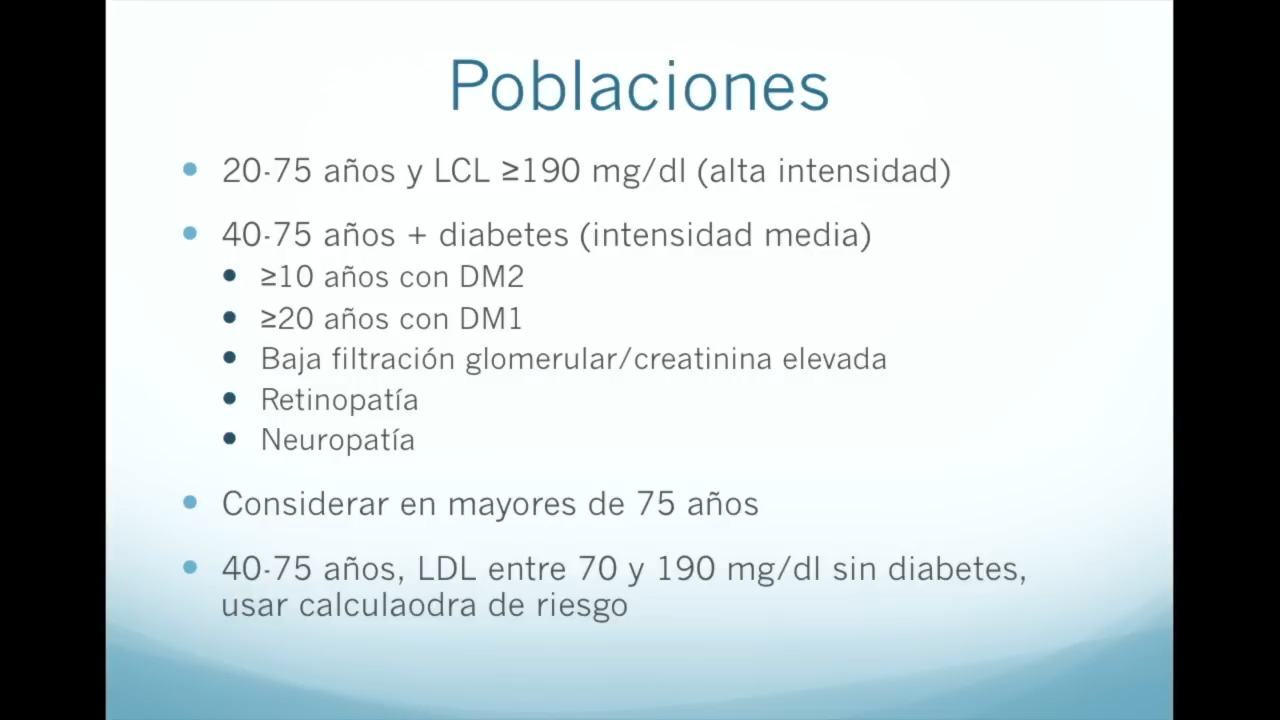 Poblaciones
• 20-75 años y LCL ≥190 mg/dl (alta intensidad)
• 40-75 años + diabetes (intensidad media)
• ≥10 años con DM2
• ≥20 años con DM1
• Baja filtración glomerular/creatinina elevada
• Retinopatía
• Neuropatía
• Considerar en mayores de 75 años
• 40-75 años, LDL entre 70 y 190 mg/dl sin diabetes,
usar calculaodra de riesgo